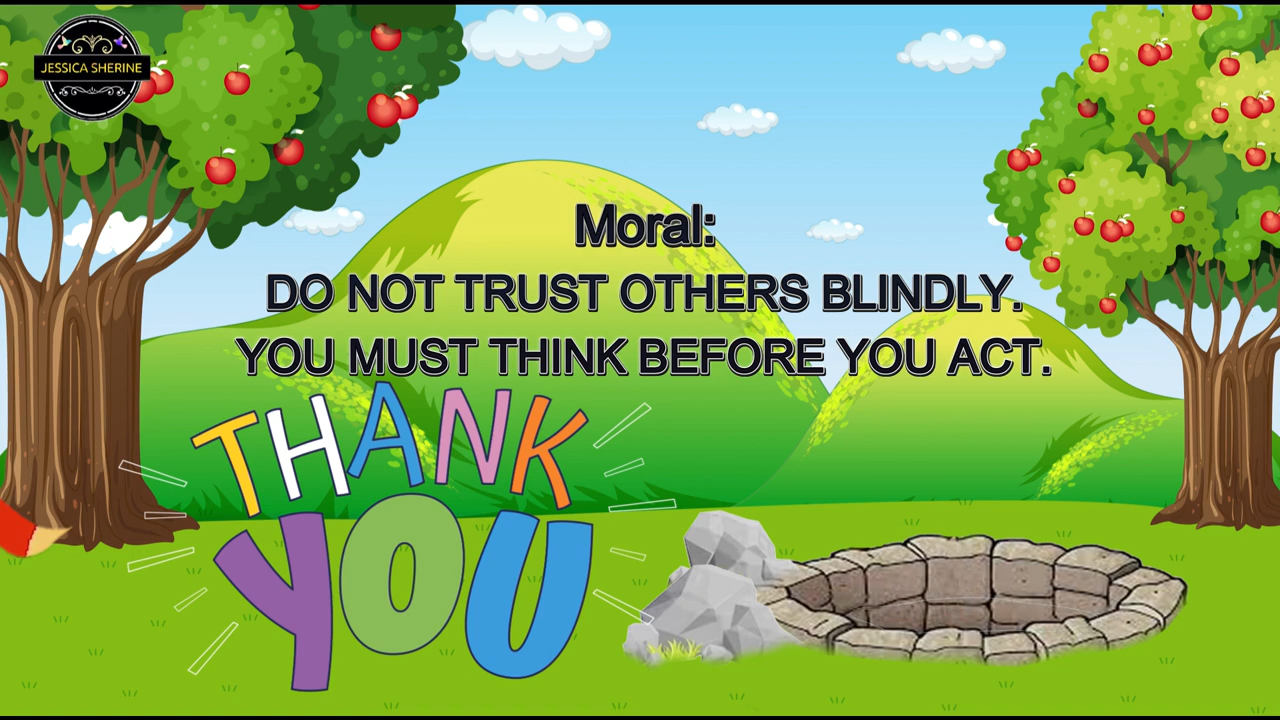 JESSICA SHERINE
Moral:
DO NOT TRUST OTHERS BLINDLY.
YOU MUST THINK BEFORE YOU ACT.
THANK
YOU